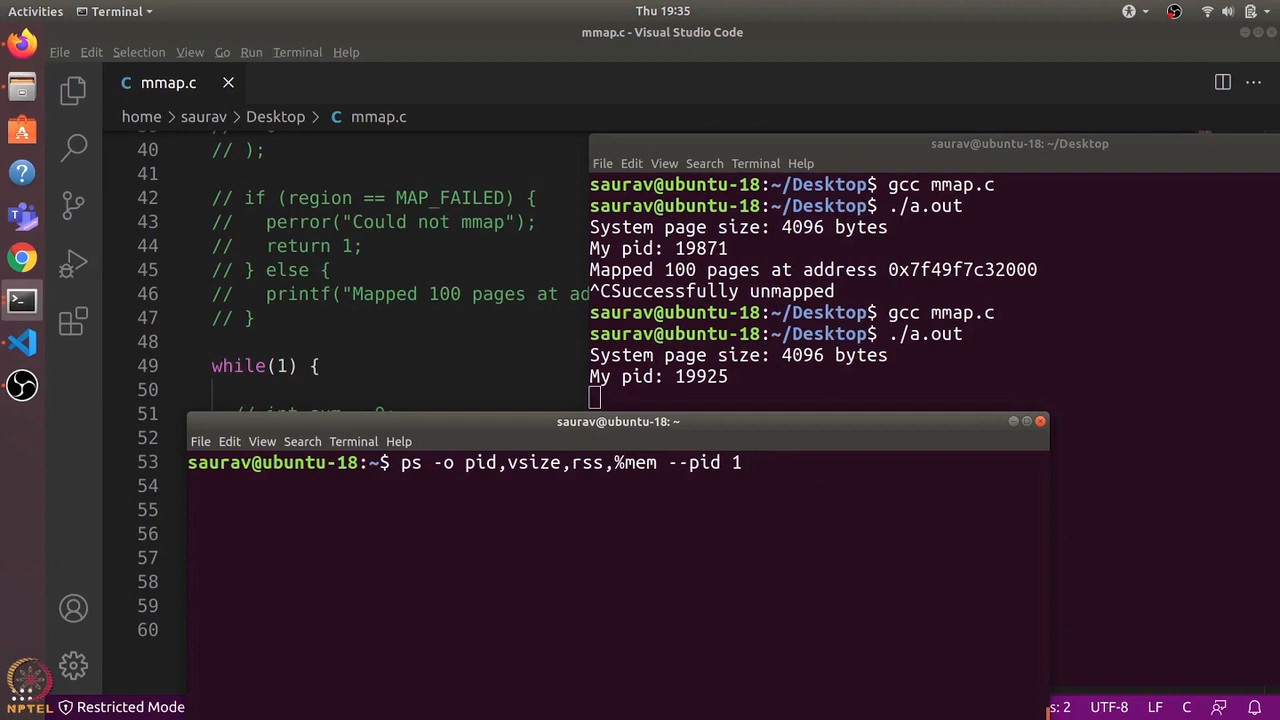 Activities
Terminal
Thu 19:35
mmap.c - Visual Studio Code
File Edit Selection View Go Run Terminal Help
C mmap.c
home > saurav > Desktop > C mmap.c
40 // );
41
42 // if (region == MAP_FAILED) {
43 // perror("Could not mmap");
44 // return 1;
45 // } else {
46 // printf("Mapped 100 pages at ad
47 // }
48
49 while(1) {
50
51
52
53
54
55
56
57
58
59
60
saurav@ubuntu-18: ~/Desktop
File Edit View Search Terminal Help
saurav@ubuntu-18:~/Desktop$ gcc mmap.c
saurav@ubuntu-18:~/Desktop$ ./a.out
System page size: 4096 bytes
My pid: 19871
Mapped 100 pages at address 0x7f49f7c32000
^CSuccessfully unmapped
saurav@ubuntu-18:~/Desktop$ gcc mmap.c
saurav@ubuntu-18:~/Desktop$ ./a.out
System page size: 4096 bytes
My pid: 19925
saurav@ubuntu-18: ~
File Edit View Search Terminal Help
saurav@ubuntu-18:~$ ps -o pid,vsize,rss,%mem --pid 1
NPTEL
Restricted Mode
s: 2 UTF-8 LF C